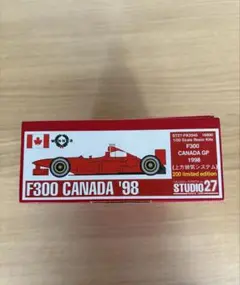 1/20 Scale Resin Kits
F300
CANADA GP
1998
(上方排気システム)
200 limited edition
F300 CANADA '98
STUDIO27